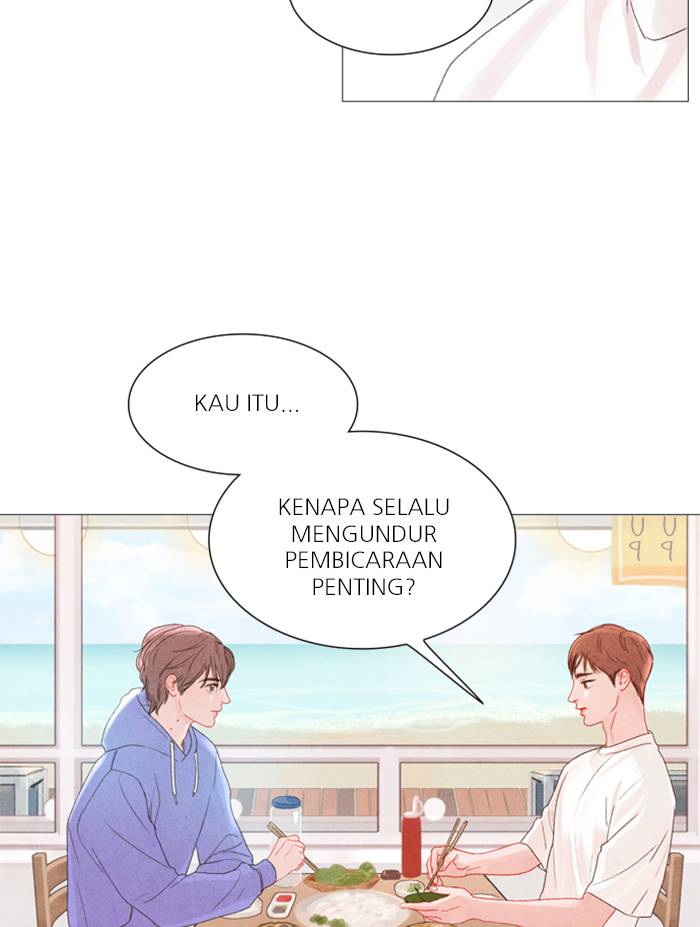 KAU ITU...
KENAPA SELALU
MENGUNDUR
PEMBICARAAN
PENTING?